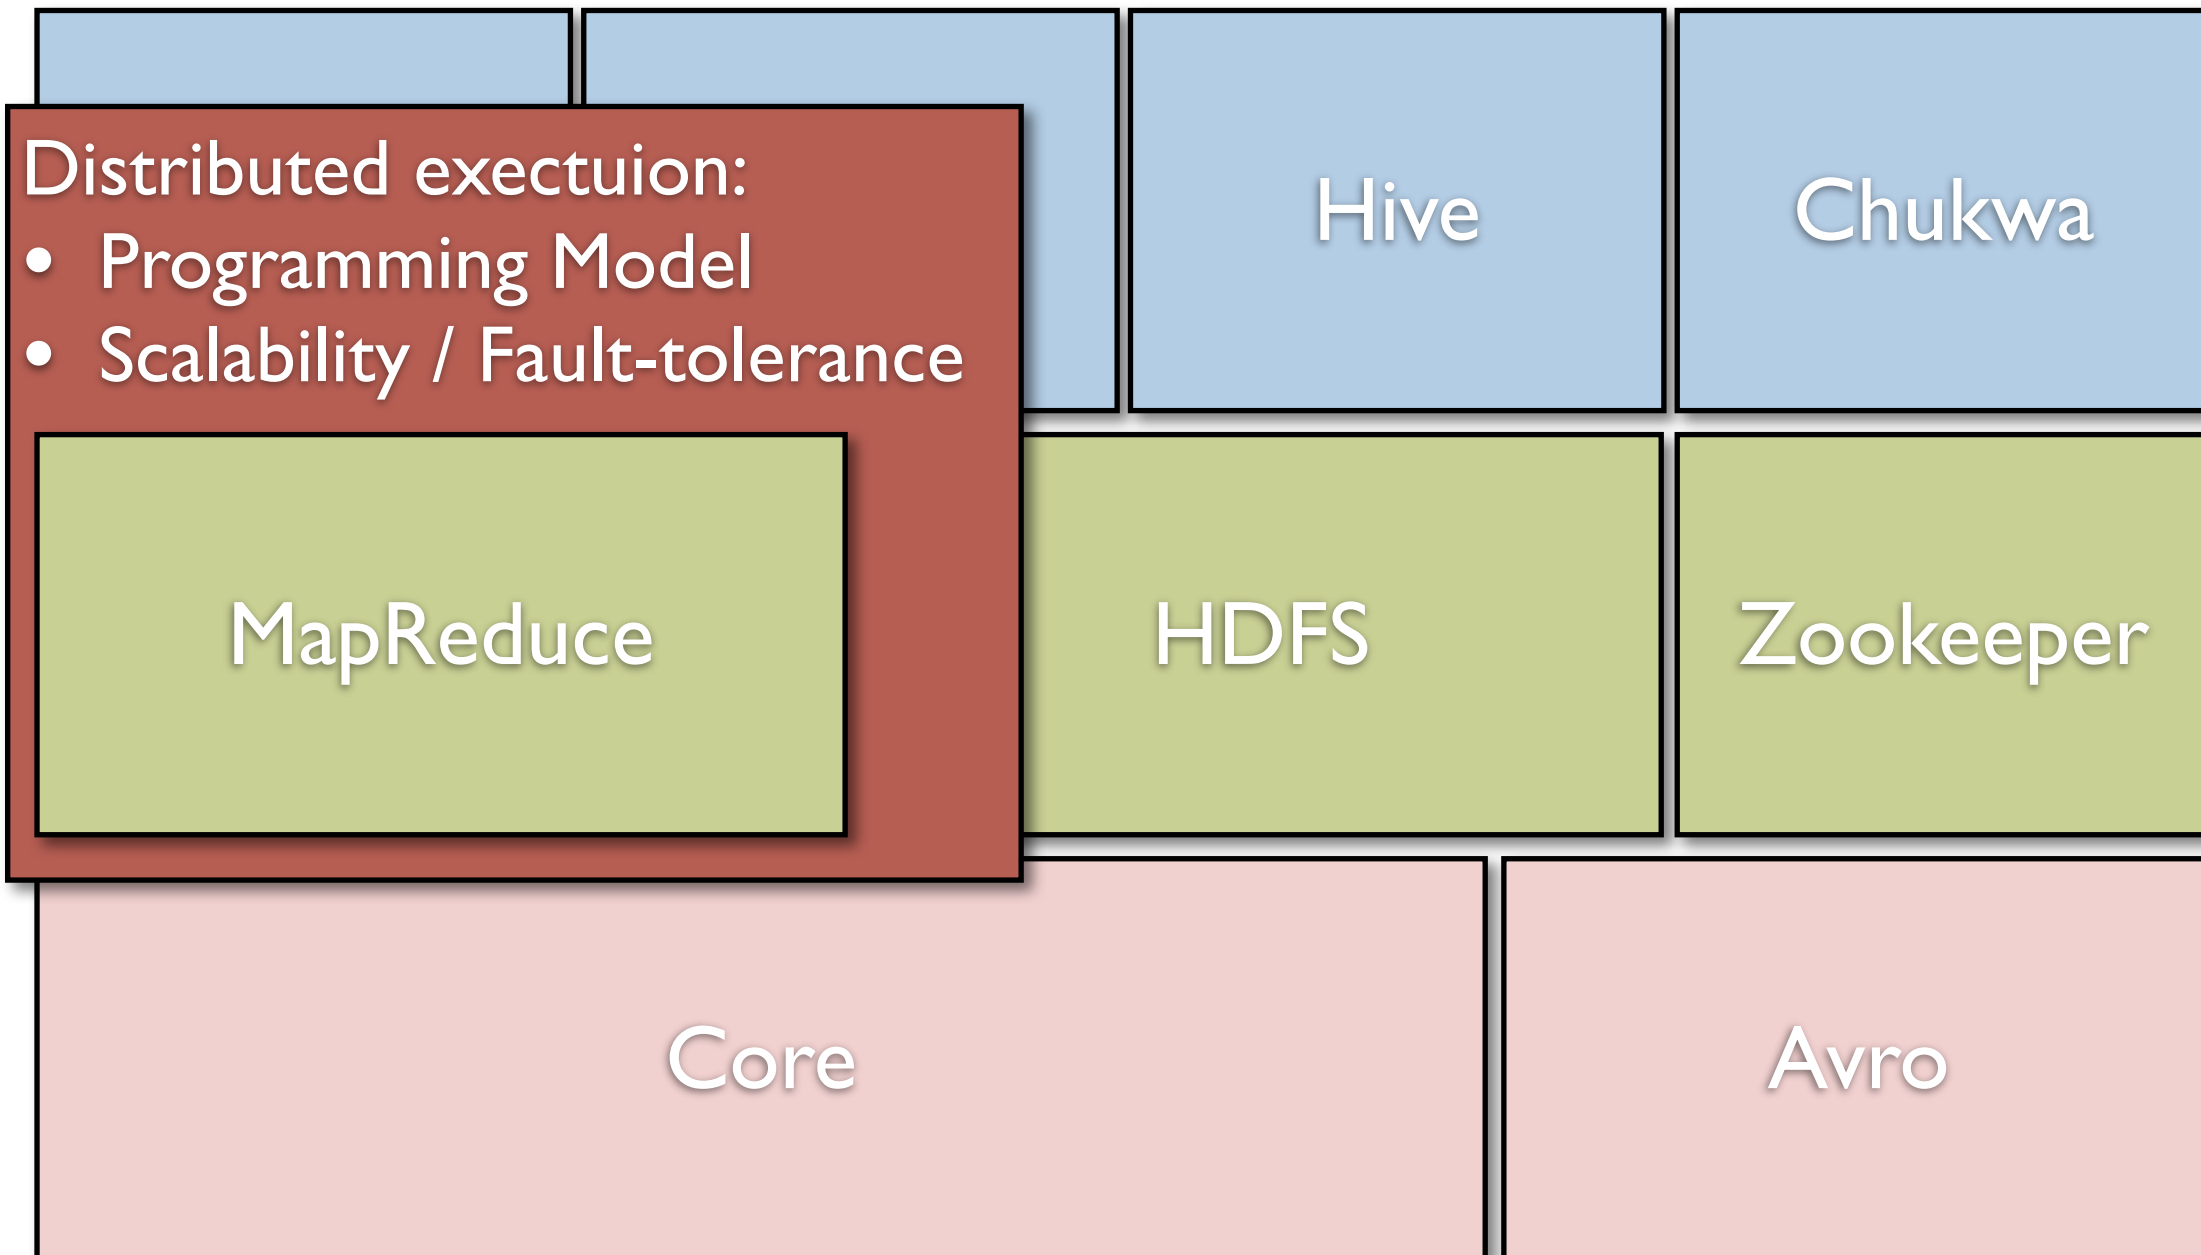 Distributed exectuion:
• Programming Model
• Scalability / Fault-tolerance
Hive
Chukwa
MapReduce
HDFS
Zookeeper
Core
Avro